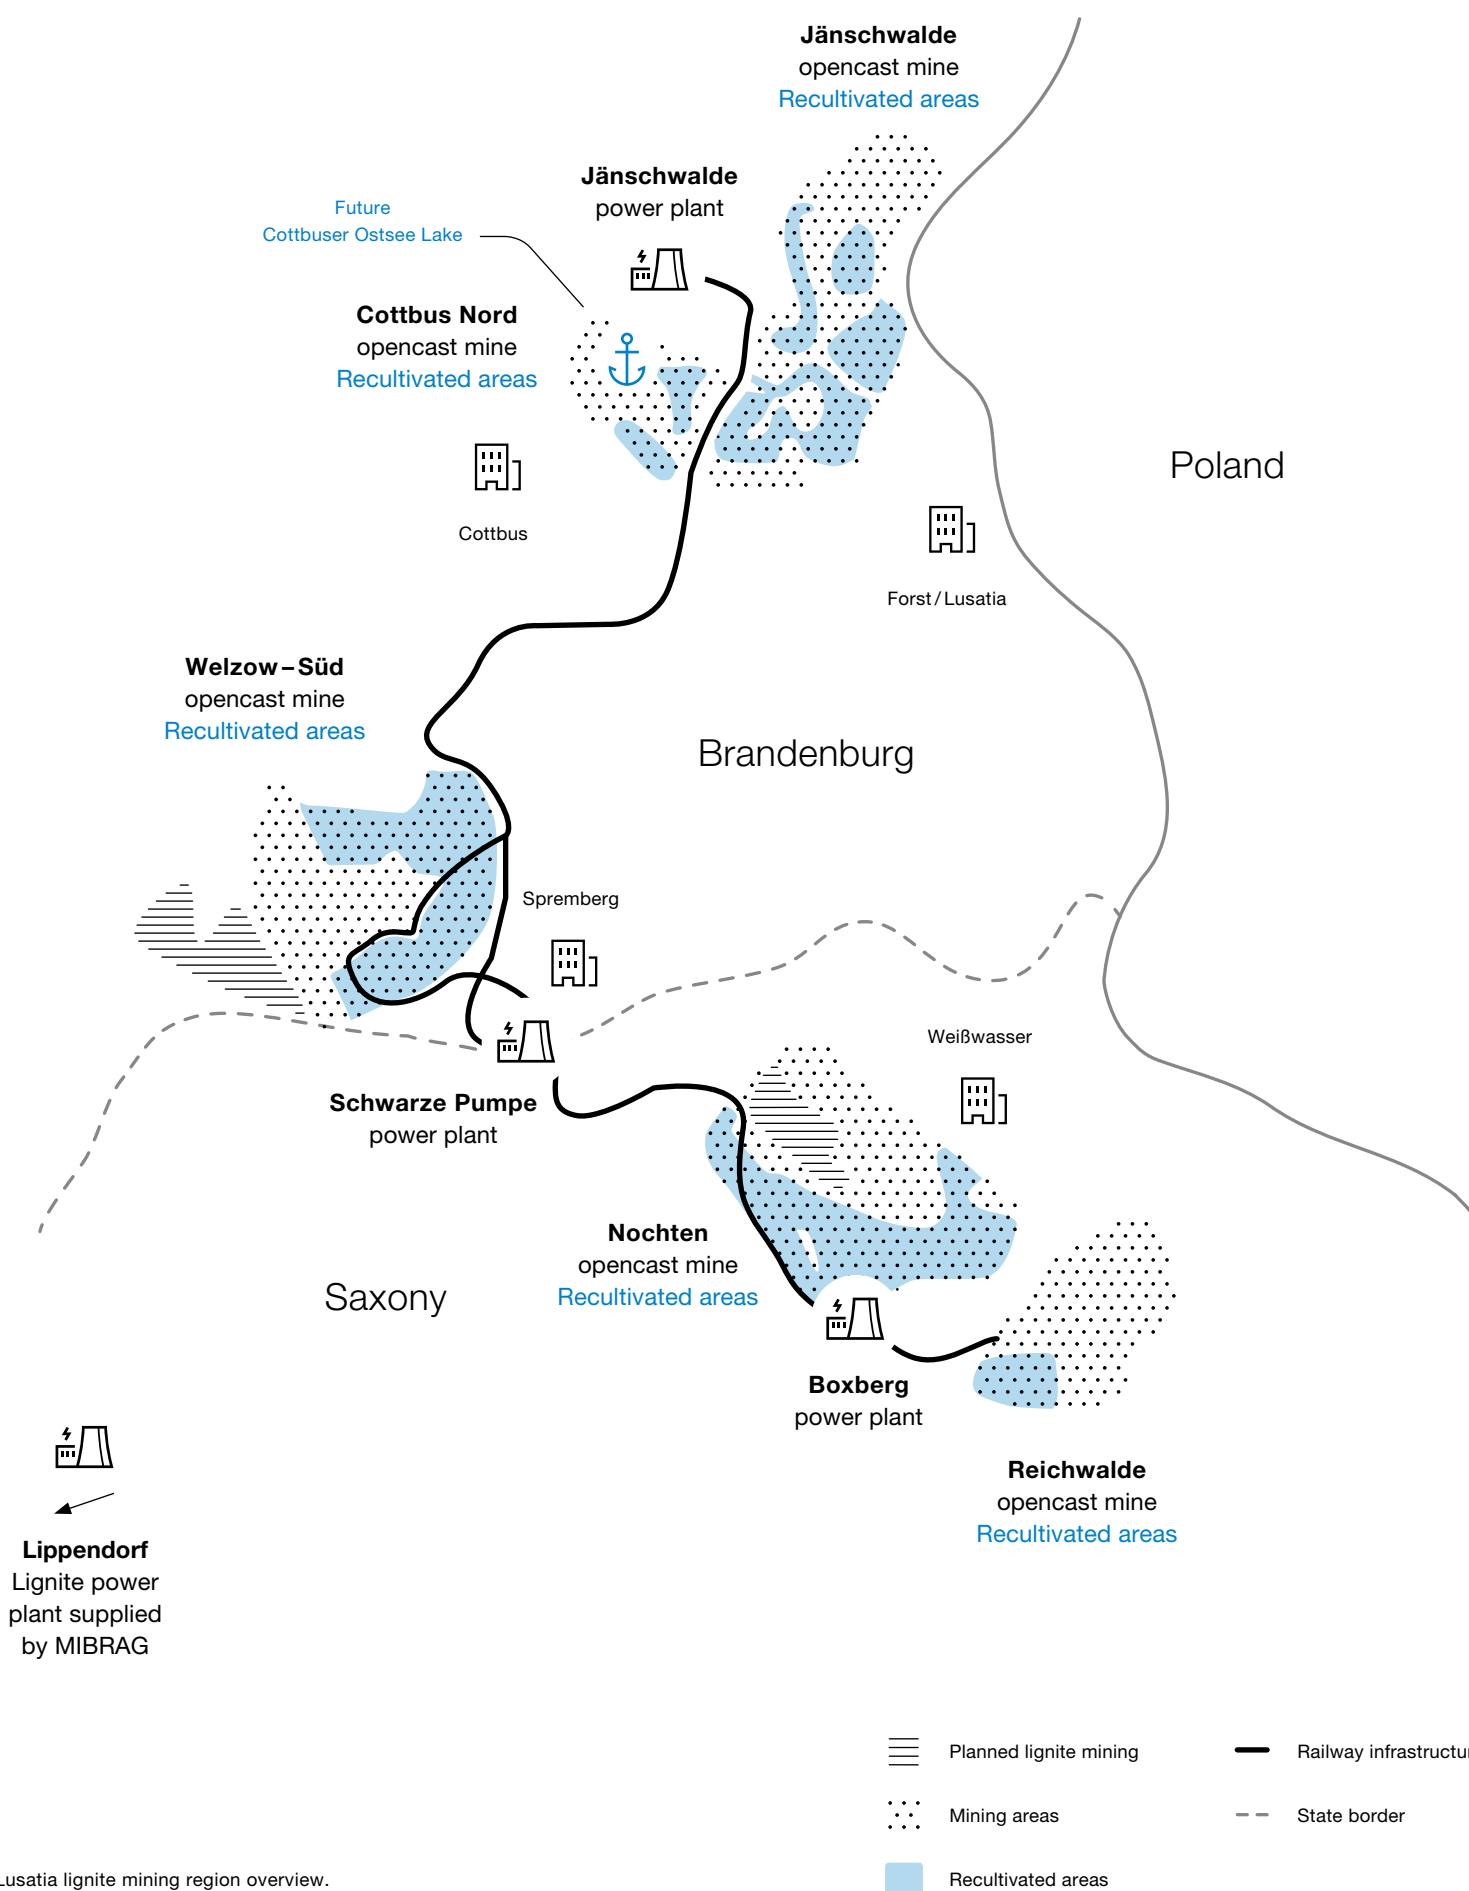 Jänschwalde
opencast mine
Recultivated areas
Jänschwalde
power plant
Future
Cottbuser Ostsee Lake
Cottbus Nord
opencast mine
Recultivated areas
Poland
Cottbus
Forst / Lusatia
Welzow – Süd
opencast mine
Recultivated areas
Brandenburg
Spremberg
Weißwasser
Schwarze Pumpe
power plant
Nochten
opencast mine
Recultivated areas
Saxony
Boxberg
power plant
Reichwalde
opencast mine
Recultivated areas
Lippendorf
Lignite power
plant supplied
by MIBRAG
Planned lignite mining
Railway infrastructu
Mining areas
State border
Recultivated areas
Lusatia lignite mining region overview.